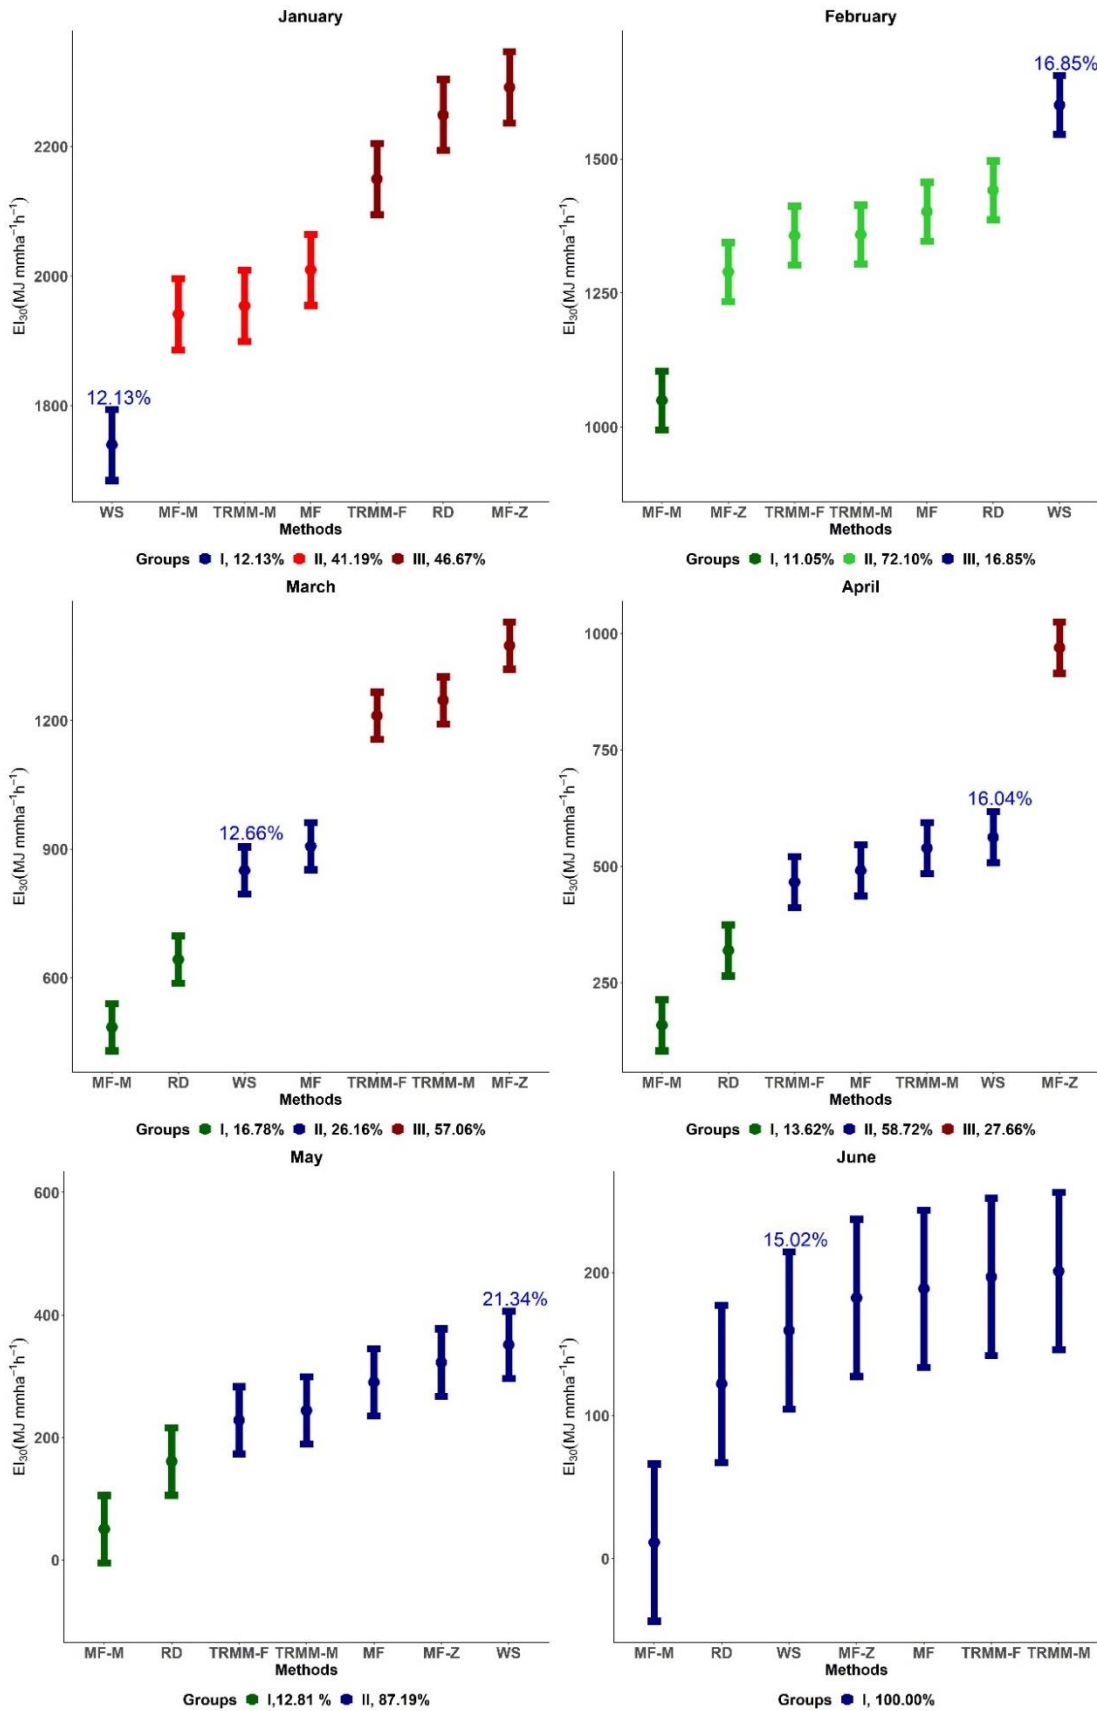 January
EI30(MJ mmha−1h−1)
2200
2000
1800
12.13%
WS MF-M TRMM-M MF TRMM-F RD MF-Z
Methods
Groups I, 12.13% II, 41.19% III, 46.67%
February
EI30(MJ mmha−1h−1)
1500
1250
1000
16.85%
MF-M MF-Z TRMM-F TRMM-M MF RD WS
Methods
Groups I, 11.05% II, 72.10% III, 16.85%
March
EI30(MJ mmha−1h−1)
1200
900
600
12.66%
MF-M RD WS MF TRMM-F TRMM-M MF-Z
Methods
Groups I, 16.78% II, 26.16% III, 57.06%
April
EI30(MJ mmha−1h−1)
1000
750
500
250
16.04%
MF-M RD TRMM-F MF TRMM-M WS MF-Z
Methods
Groups I, 13.62% II, 58.72% III, 27.66%
May
EI30(MJ mmha−1h−1)
600
400
200
0
21.34%
MF-M RD TRMM-F TRMM-M MF MF-Z WS
Methods
Groups I,12.81 % II, 87.19%
June
EI30(MJ mmha−1h−1)
200
100
0
15.02%
MF-M RD WS MF-Z MF TRMM-F TRMM-M
Methods
Groups I, 100.00%